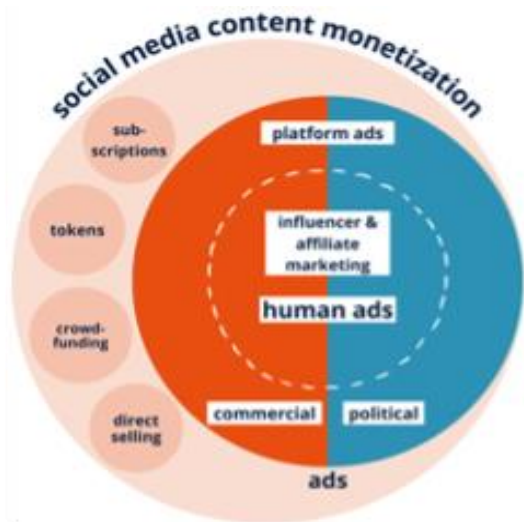 social media content monetization
sub-
scriptions
platform ads
tokens
influencer &
affiliate
marketing
human ads
crowd-
funding
direct
selling
commercial
political
ads